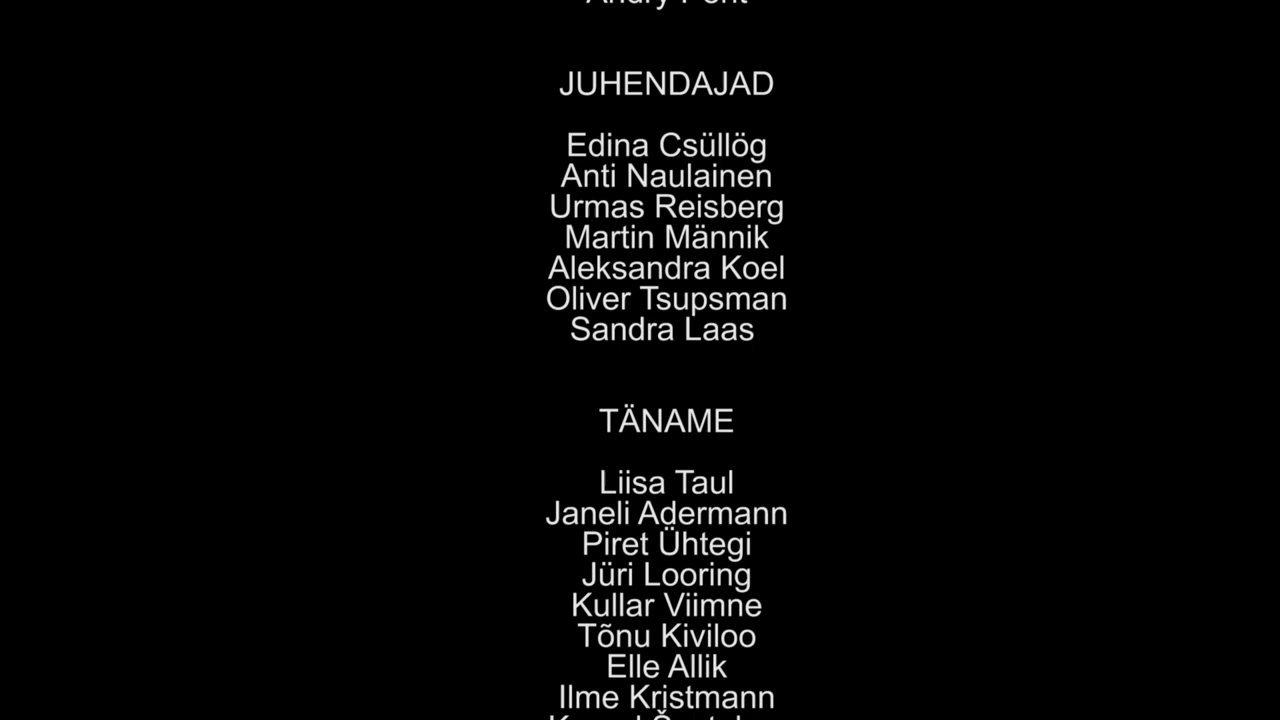 JUHENDAJAD
Edina Csüllög
Anti Naulainen
Urmas Reisberg
Martin Männik
Aleksandra Koel
Oliver Tsupsman
Sandra Laas
TÄNAME
Liisa Taul
Janeli Adermann
Piret Ühtegi
Jüri Looring
Kullar Viimne
Tõnu Kiviloo
Elle Allik
Ilme Kristmann